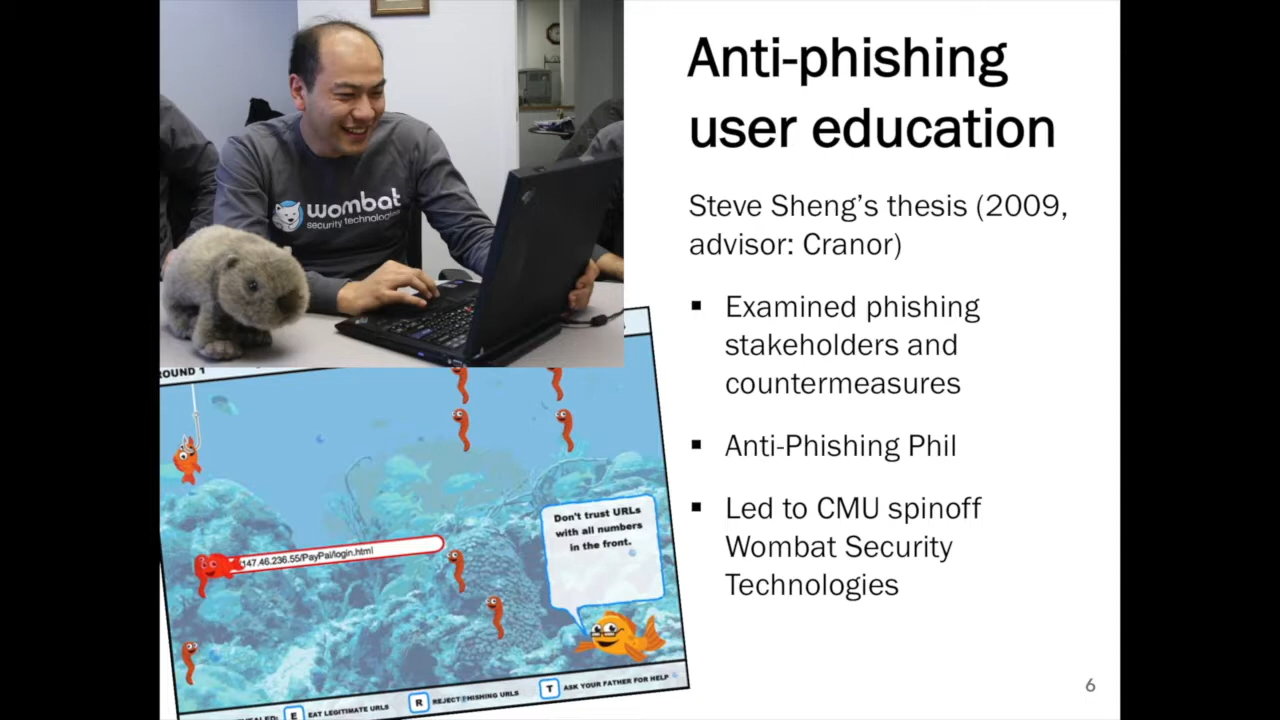 Anti-phishing
user education
Steve Sheng's thesis (2009,
advisor: Cranor)
▪ Examined phishing
stakeholders and
countermeasures
▪ Anti-Phishing Phil
▪ Led to CMU spinoff
Wombat Security
Technologies
6
wombat
security technologies
ROUND 1
147.46.236.55/PayPal/login.html
Don't trust URLs
with all numbers
in the front.
E EAT LEGITIMATE URLS
R REJECT PHISHING URLS
T ASK YOUR FATHER FOR HELP